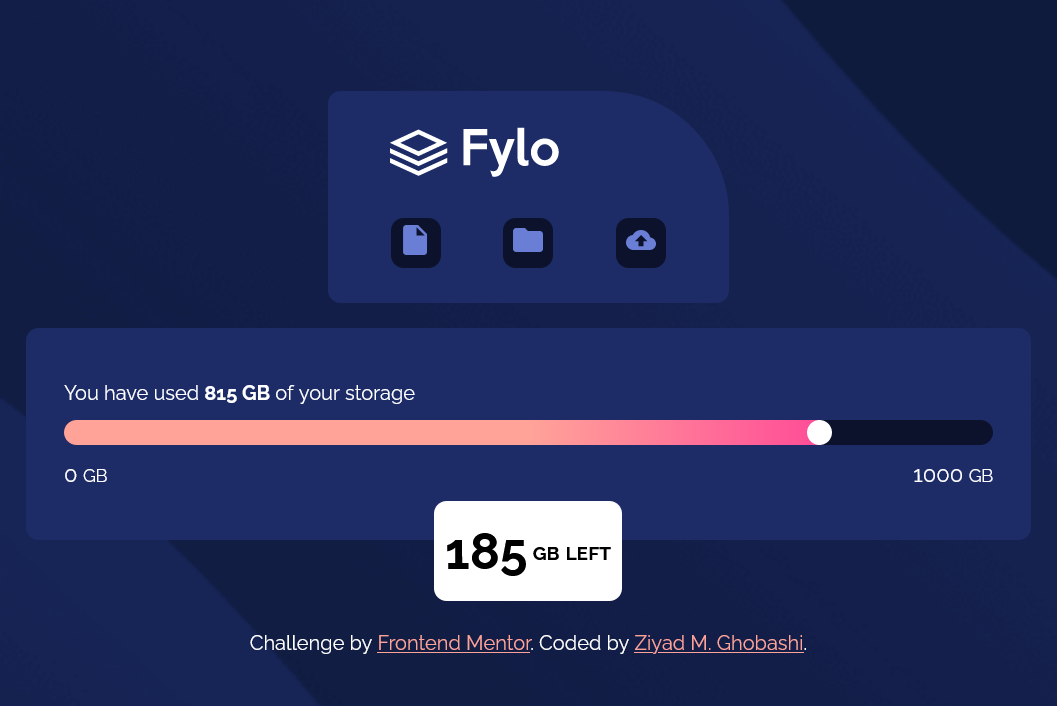 Fylo
You have used 815 GB of your storage
0 GB 1000 GB
185 GB LEFT
Challenge by Frontend Mentor. Coded by Ziyad M. Ghobashi.